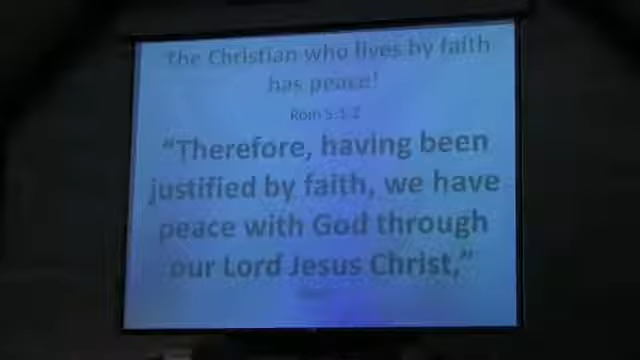 The Christian who lives by faith
has peace!
Rom 5:1-2
“Therefore, having been
justified by faith, we have
peace with God through
our Lord Jesus Christ,”